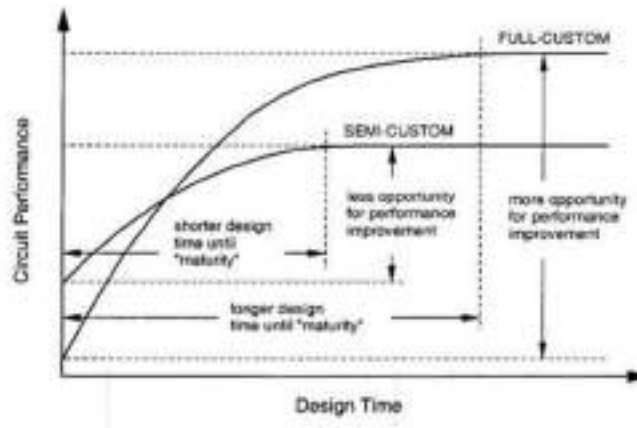 FULL-CUSTOM
SEMI-CUSTOM
Circuit Performance
less opportunity
for performance
improvement
more opportunity
for performance
improvement
shorter design
time until
"maturity"
longer design
time until "maturity"
Design Time